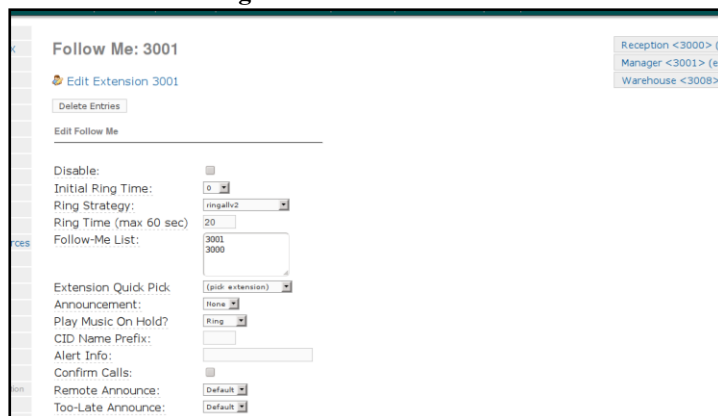 Follow Me: 3001
Edit Extension 3001
Delete Entries
Edit Follow Me
Disable:
Initial Ring Time: 0
Ring Strategy: ringallv2
Ring Time (max 60 sec) 20
Follow-Me List: 3001
3000
Extension Quick Pick (pick extension)
Announcement: None
Play Music On Hold? Ring
CID Name Prefix:
Alert Info:
Confirm Calls:
Remote Announce: Default
Too-Late Announce: Default
Reception <3000> (
Manager <3001> (e
Warehouse <3008>